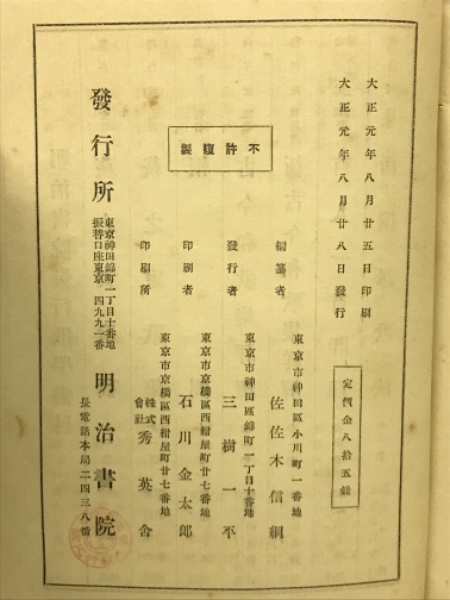 大正元年八月廿五日印刷
大正元年八月廿八日發行
定價金八拾五錢
不許複製
編纂者
東京市神田區小川町一番地
佐佐木信綱
發行者
東京市神田區錦町一丁目十番地
三樹一平
印刷者
東京市京橋區西紺屋町廿七番地
石川金太郎
印刷所
東京市京橋區西紺屋町廿七番地
株式會社秀英舍
發行所
東京神田錦町一丁目十番地
振替口座東京四九九一番
明治書院
長電話本局二四三八番